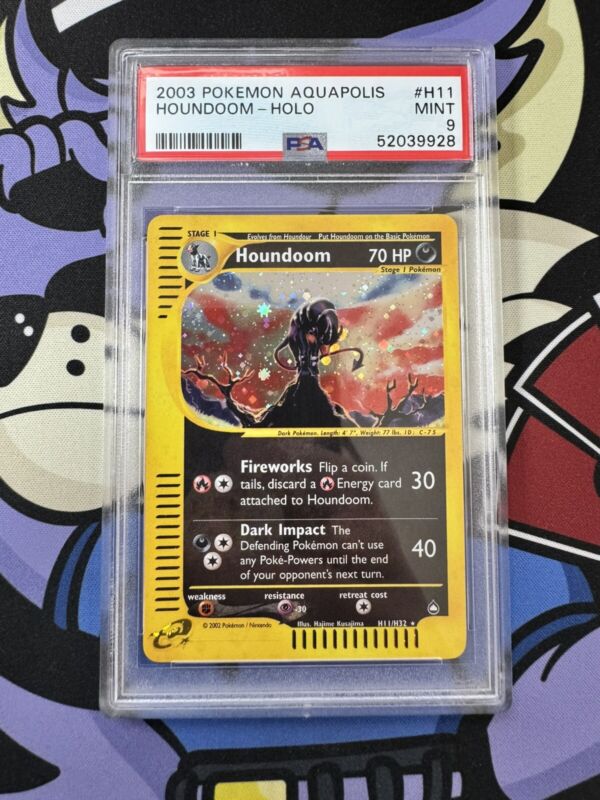 2003 POKEMON AQUAPOLIS #H11
HOUNDOOM - HOLO MINT
9
PSA 52039928
STAGE 1 Evolves from Houndour Put Houndoom on the Basic Pokémon
Houndoom 70 HP
Stage 1 Pokémon
Dark Pokémon. Length: 4' 7", Weight: 77 lbs. ID: C-75
Fireworks Flip a coin. If
tails, discard a Energy card 30
attached to Houndoom.
Dark Impact The
Defending Pokémon can't use
any Poké-Powers until the end 40
of your opponent's next turn.
weakness resistance retreat cost
-30
© 2002 Pokémon / Nintendo Illus. Hajime Kusajima H11/H32